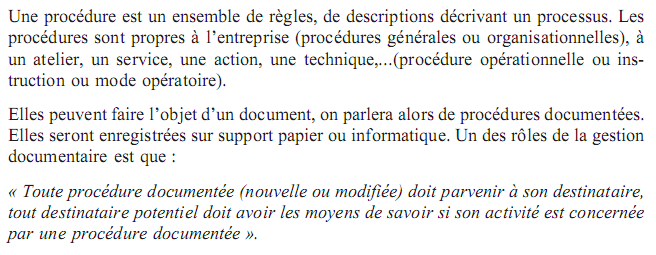 Une procédure est un ensemble de règles, de descriptions décrivant un processus. Les
procédures sont propres à l’entreprise (procédures générales ou organisationnelles), à
un atelier, un service, une action, une technique,...(procédure opérationnelle ou ins-
truction ou mode opératoire).
Elles peuvent faire l’objet d’un document, on parlera alors de procédures documentées.
Elles seront enregistrées sur support papier ou informatique. Un des rôles de la gestion
documentaire est que :
« Toute procédure documentée (nouvelle ou modifiée) doit parvenir à son destinataire,
tout destinataire potentiel doit avoir les moyens de savoir si son activité est concernée
par une procédure documentée ».